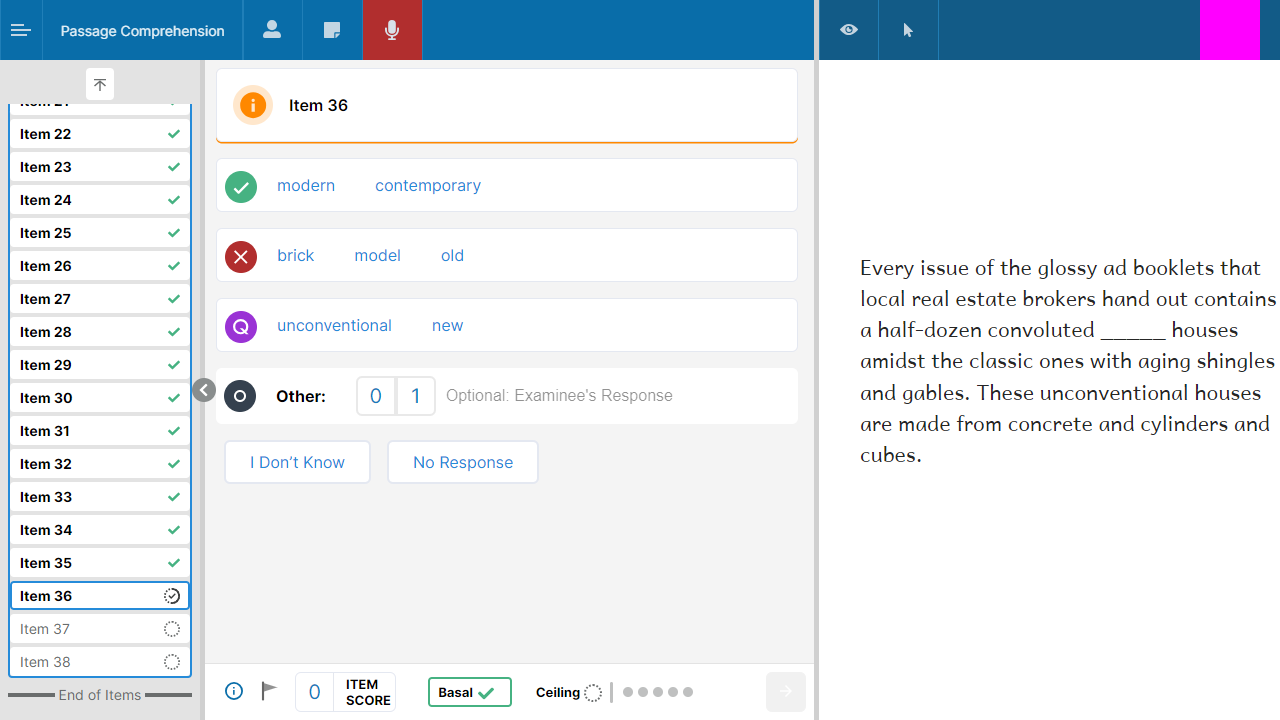 Passage Comprehension
Item 22
Item 23
Item 24
Item 25
Item 26
Item 27
Item 28
Item 29
Item 30
Item 31
Item 32
Item 33
Item 34
Item 35
Item 36
Item 37
Item 38
End of Items
Item 36
modern contemporary
brick model old
Q unconventional new
Other: 0 1 Optional: Examinee's Response
I Don’t Know No Response
0 ITEM SCORE Basal Ceiling
Every issue of the glossy ad booklets that
local real estate brokers hand out contains
a half-dozen convoluted _____ houses
amidst the classic ones with aging shingles
and gables. These unconventional houses
are made from concrete and cylinders and
cubes.